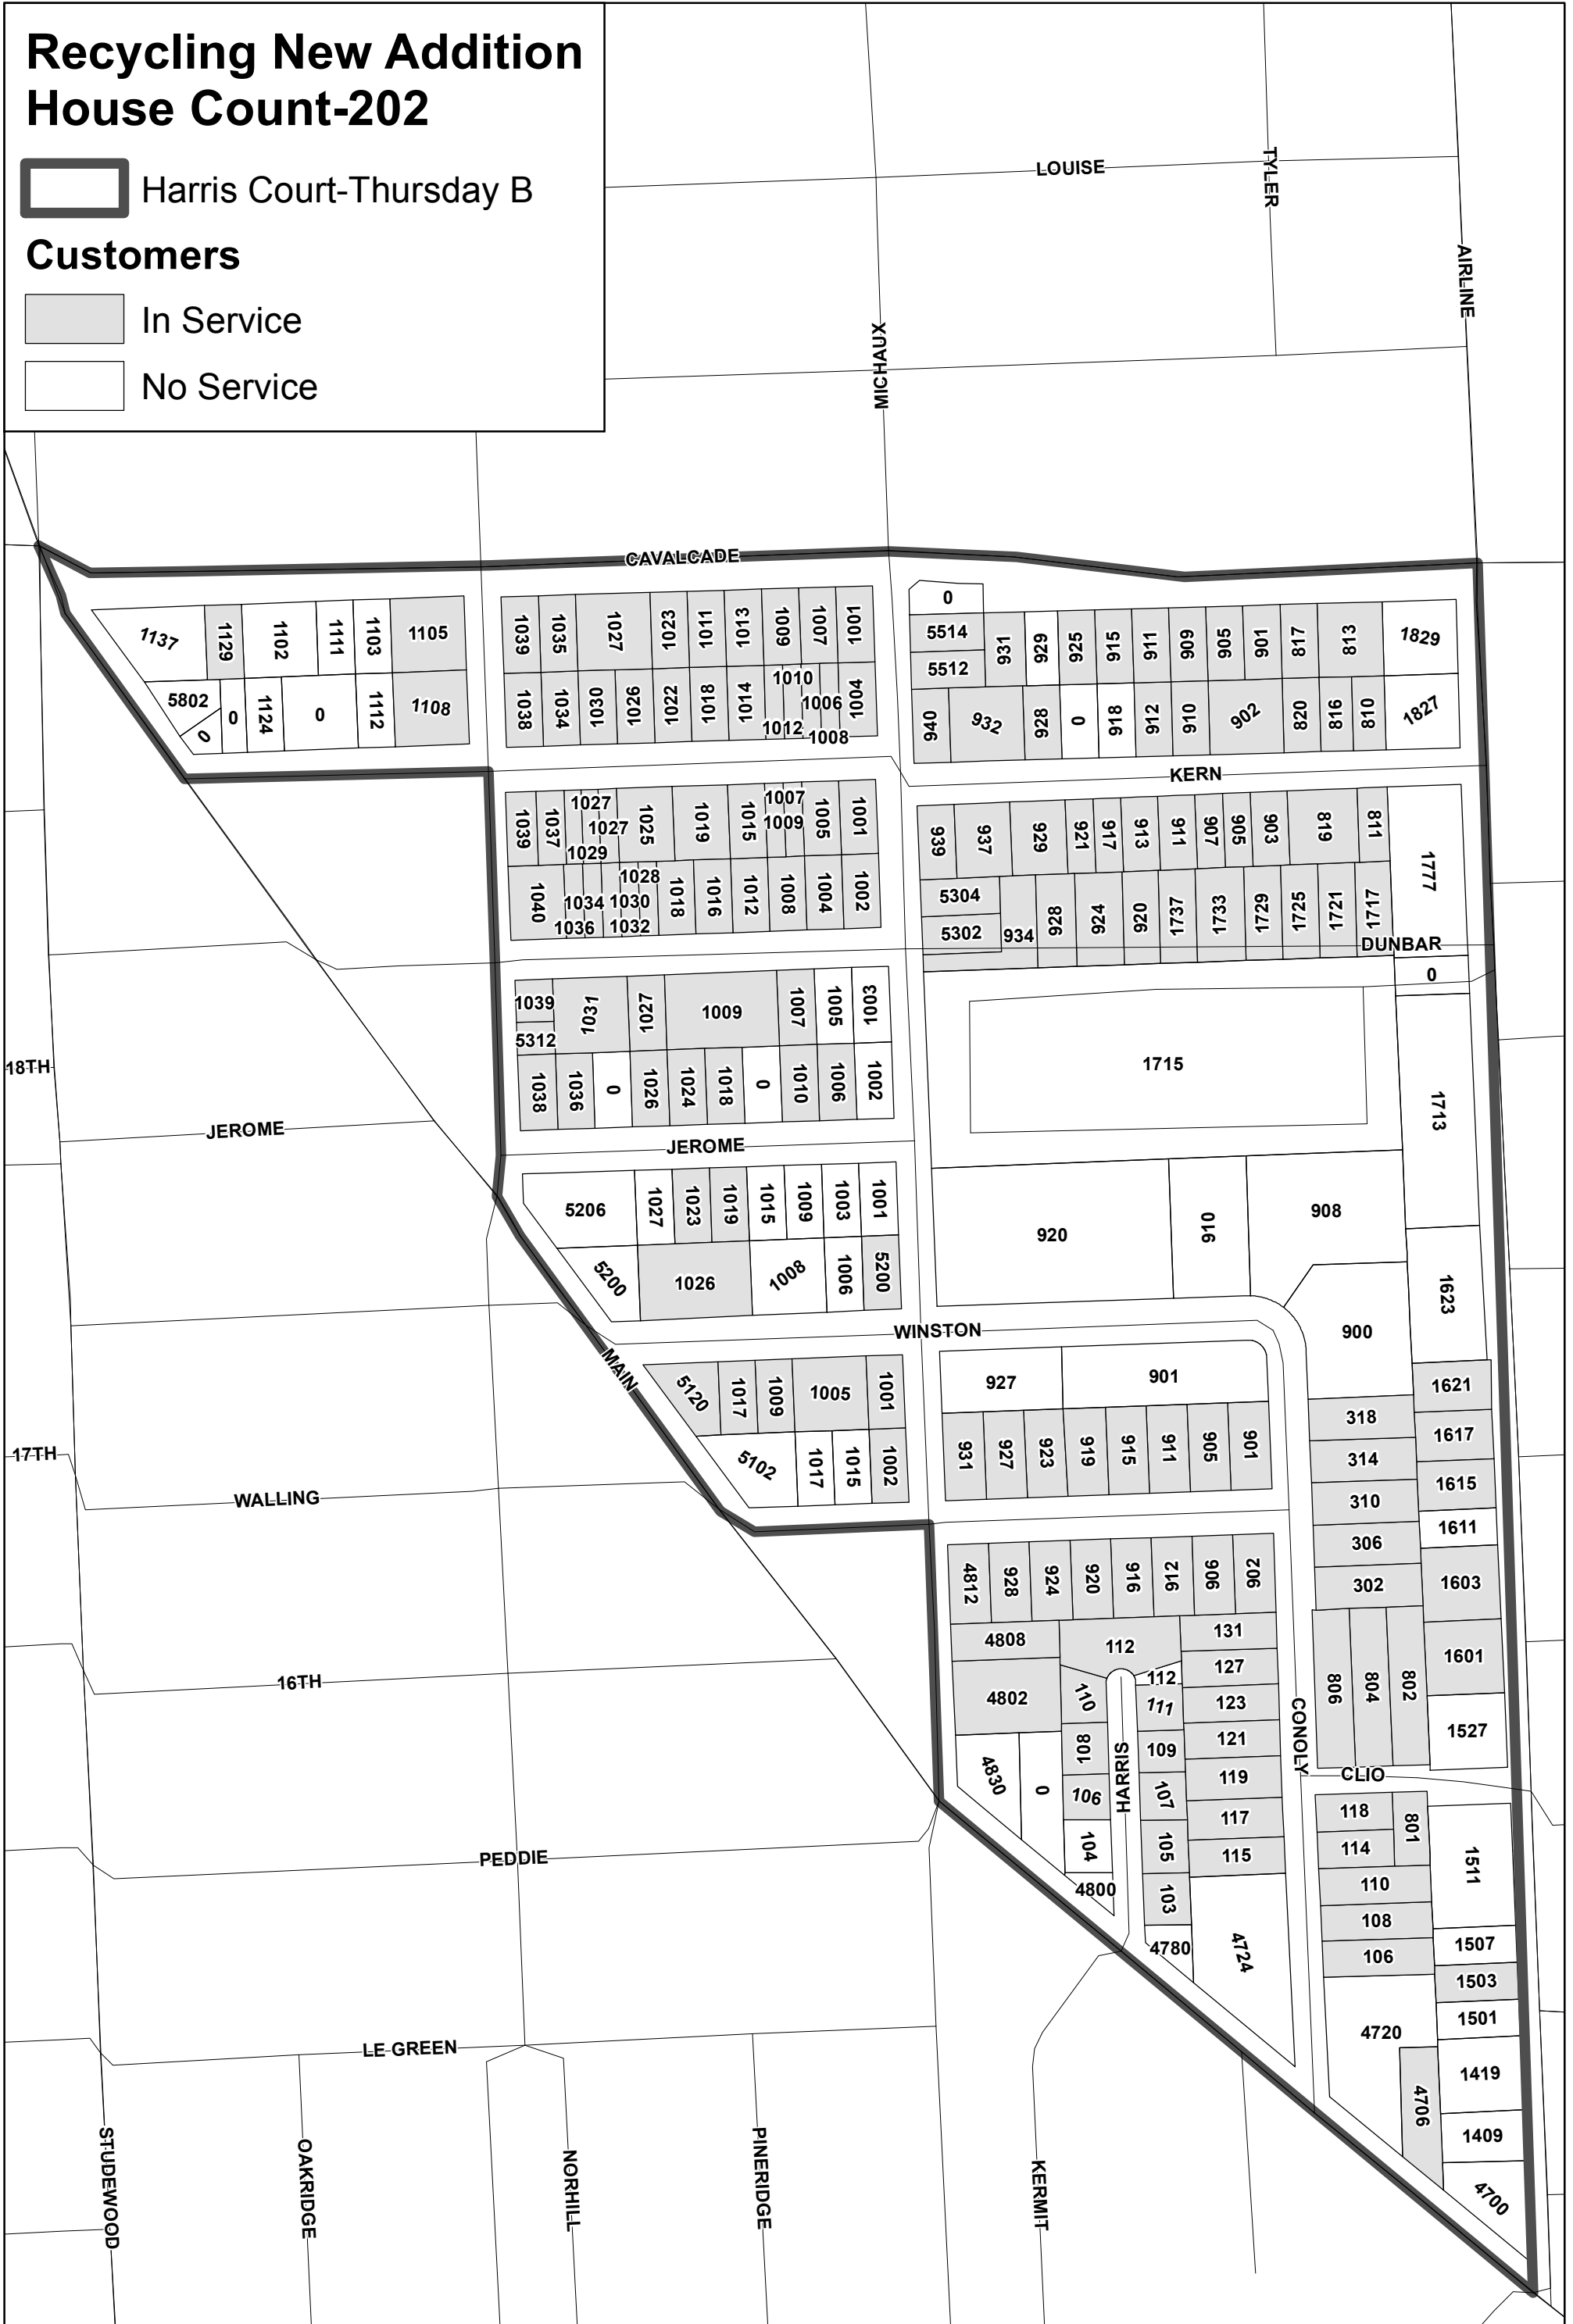 Recycling New Addition
House Count-202
Harris Court-Thursday B
Customers
In Service
No Service
LOUISE
TYLER
AIRLINE
MICHAUX
CAVALCADE
1137 1129 1102 1111 1103 1105
5802 0 0 1124 0 1112 1108
1039 1035 1027 1023 1011 1013 1009 1007 1001
1038 1034 1030 1026 1022 1018 1014 1010 1012 1006 1008 1004
0
5514
5512
931 929 925 915 911 909 905 901 817 813 1829
940 932 928 0 918 912 910 902 820 816 810 1827
KERN
1039 1037 1027 1027 1029 1025 1019 1015 1007 1009 1005 1001
1040 1036 1034 1028 1030 1032 1018 1016 1012 1008 1004 1002
939 937 929 921 917 913 911 907 905 903 819 811 1777
5304
5302
934 928 924 920 1737 1733 1729 1725 1721 1717
DUNBAR
0
1039
5312
1031 1027 1009 1007 1005 1003
1038 1036 0 1026 1024 1018 0 1010 1006 1002
1715
1713
18TH
JEROME
JEROME
5206 1027 1023 1019 1015 1009 1003 1001
5200 1026 1008 1006 5200
920 910 908
1623
900
WINSTON
MAIN
5120 1017 1009 1005 1001
5102 1017 1015 1002
927 901
931 927 923 919 915 911 905 901
318
314
310
306
302
1621
1617
1615
1611
1603
1601
1527
806 804 802
17TH
WALLING
4812 928 924 920 916 912 906 902
4808
4802
4830 0
112
112
110
108
106
104
4800
111
109
107
105
103
4780
131
127
123
121
119
117
115
4724
HARRIS
CONOLY
CLIO
16TH
118
114
801
110
108
106
4720
4706
1511
1507
1503
1501
1419
1409
4700
PEDDIE
LE GREEN
STUDEWOOD
OAKRIDGE
NORHILL
PINERIDGE
KERMIT